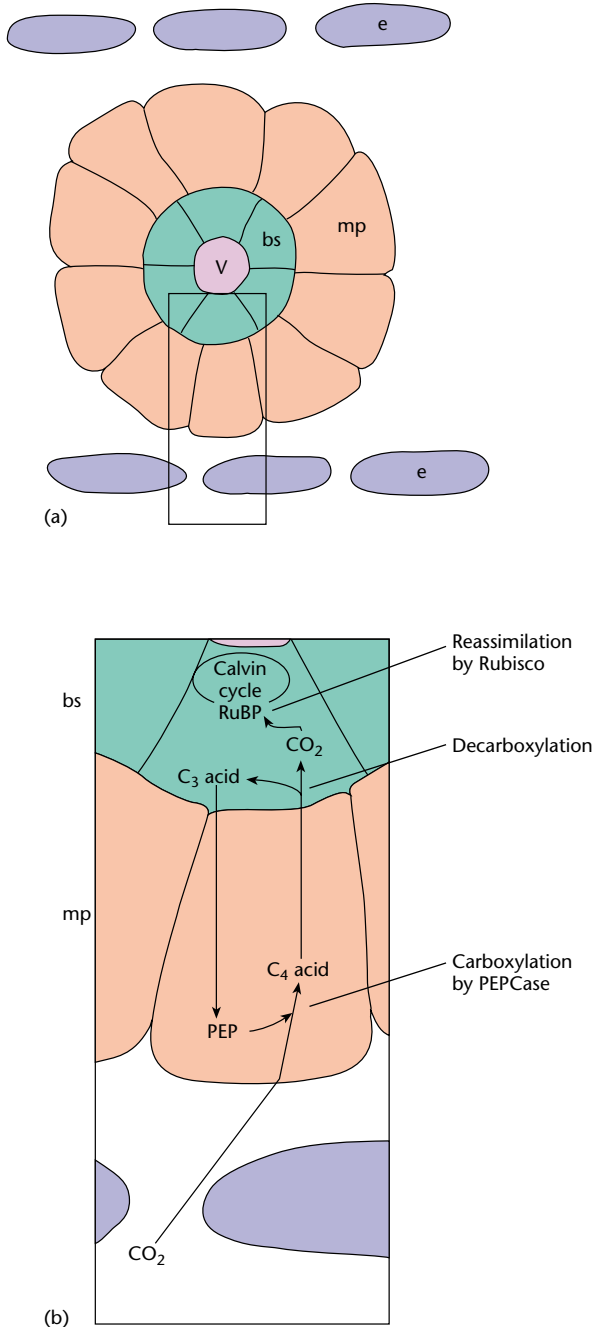 e
bs
mp
V
e
(a)
Reassimilation
by Rubisco
Calvin
cycle
RuBP
bs
CO₂
Decarboxylation
C₃ acid
mp
C₄ acid
Carboxylation
by PEPCase
PEP
CO₂
(b)